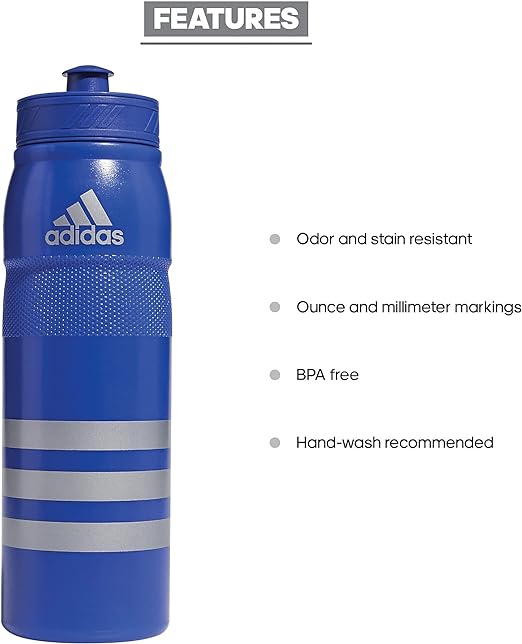 FEATURES
adidas
Odor and stain resistant
Ounce and millimeter markings
BPA free
Hand-wash recommended